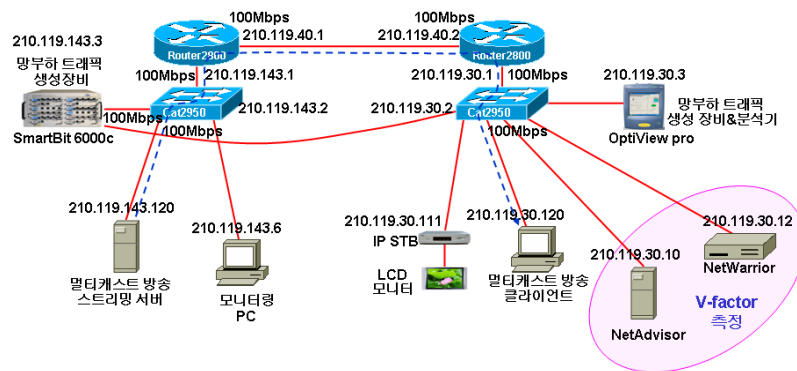 100Mbps
100Mbps
210.119.40.1
210.119.40.2
Router2800
Router2800
210.119.143.3
망부하 트래픽
생성장비
SmartBit 6000c
100Mbps
210.119.143.1
100Mbps
210.119.143.2
Cat2950
100Mbps
210.119.30.1
100Mbps
210.119.30.2
Cat2950
100Mbps
210.119.30.3
망부하 트래픽
생성 장비&분석기
OptiView pro
210.119.143.120
멀티캐스트 방송
스트리밍 서버
210.119.143.6
모니터링
PC
210.119.30.111
IP STB
LCD
모니터
210.119.30.120
멀티캐스트 방송
클라이언트
210.119.30.12
NetWarrior
210.119.30.10
NetAdvisor
V-factor
측정